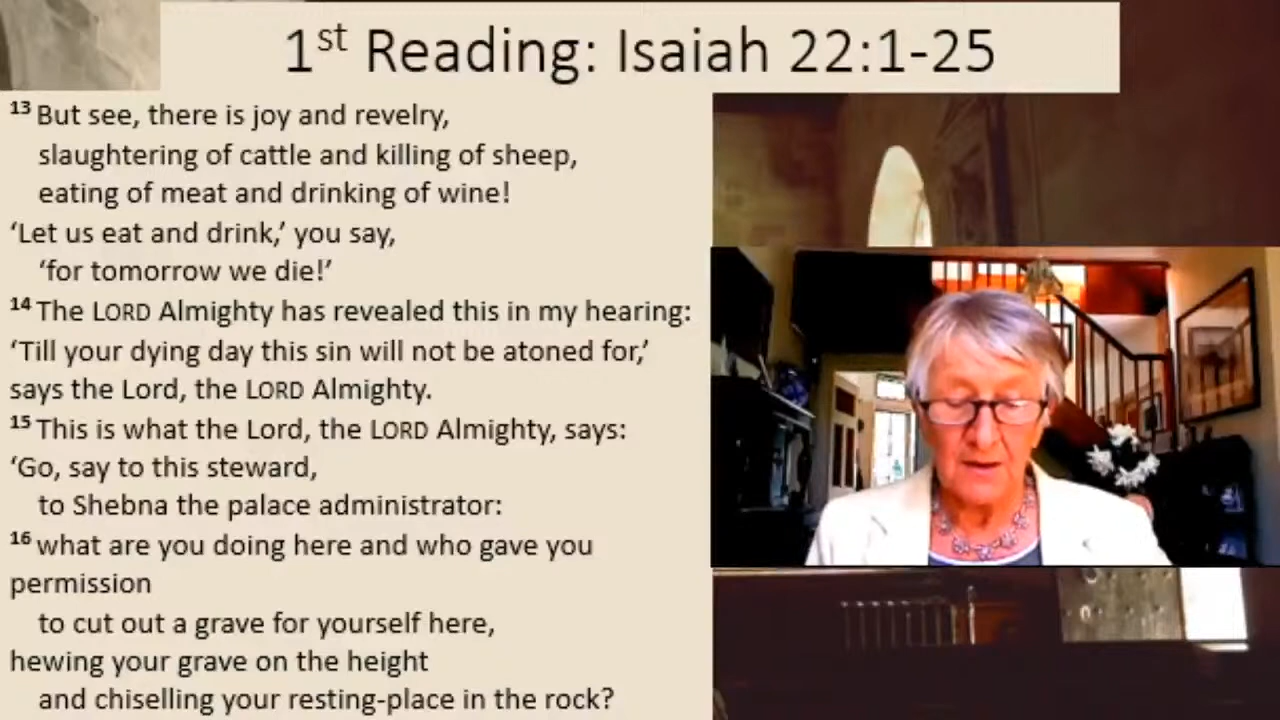 1st Reading: Isaiah 22:1-25
13 But see, there is joy and revelry,
slaughtering of cattle and killing of sheep,
eating of meat and drinking of wine!
‘Let us eat and drink,’ you say,
‘for tomorrow we die!’
14 The LORD Almighty has revealed this in my hearing:
‘Till your dying day this sin will not be atoned for,’
says the Lord, the LORD Almighty.
15 This is what the Lord, the LORD Almighty, says:
‘Go, say to this steward,
to Shebna the palace administrator:
16 what are you doing here and who gave you
permission
to cut out a grave for yourself here,
hewing your grave on the height
and chiselling your resting-place in the rock?